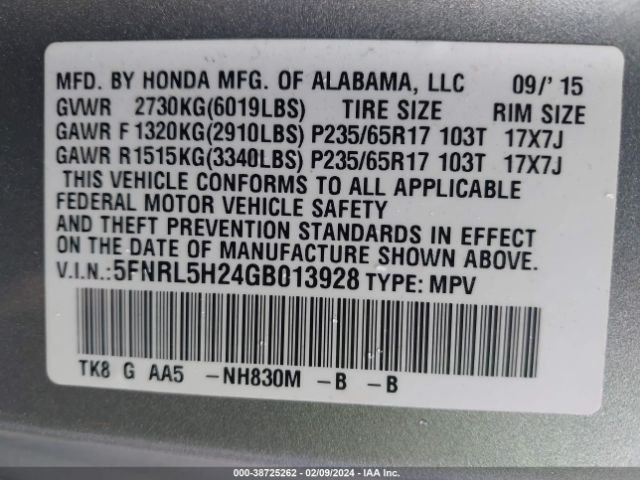 MFD. BY HONDA MFG. OF ALABAMA, LLC 09/' 15
GVWR 2730KG(6019LBS) TIRE SIZE RIM SIZE
GAWR F 1320KG(2910LBS) P235/65R17 103T 17X7J
GAWR R1515KG(3340LBS) P235/65R17 103T 17X7J
THIS VEHICLE CONFORMS TO ALL APPLICABLE
FEDERAL MOTOR VEHICLE SAFETY
AND THEFT PREVENTION STANDARDS IN EFFECT
ON THE DATE OF MANUFACTURE SHOWN ABOVE.
V.I.N.:5FNRL5H24GB013928 TYPE: MPV
TK8 G AA5 -NH830M -B -B
000-38725262 - 02/09/2024 - IAA Inc.